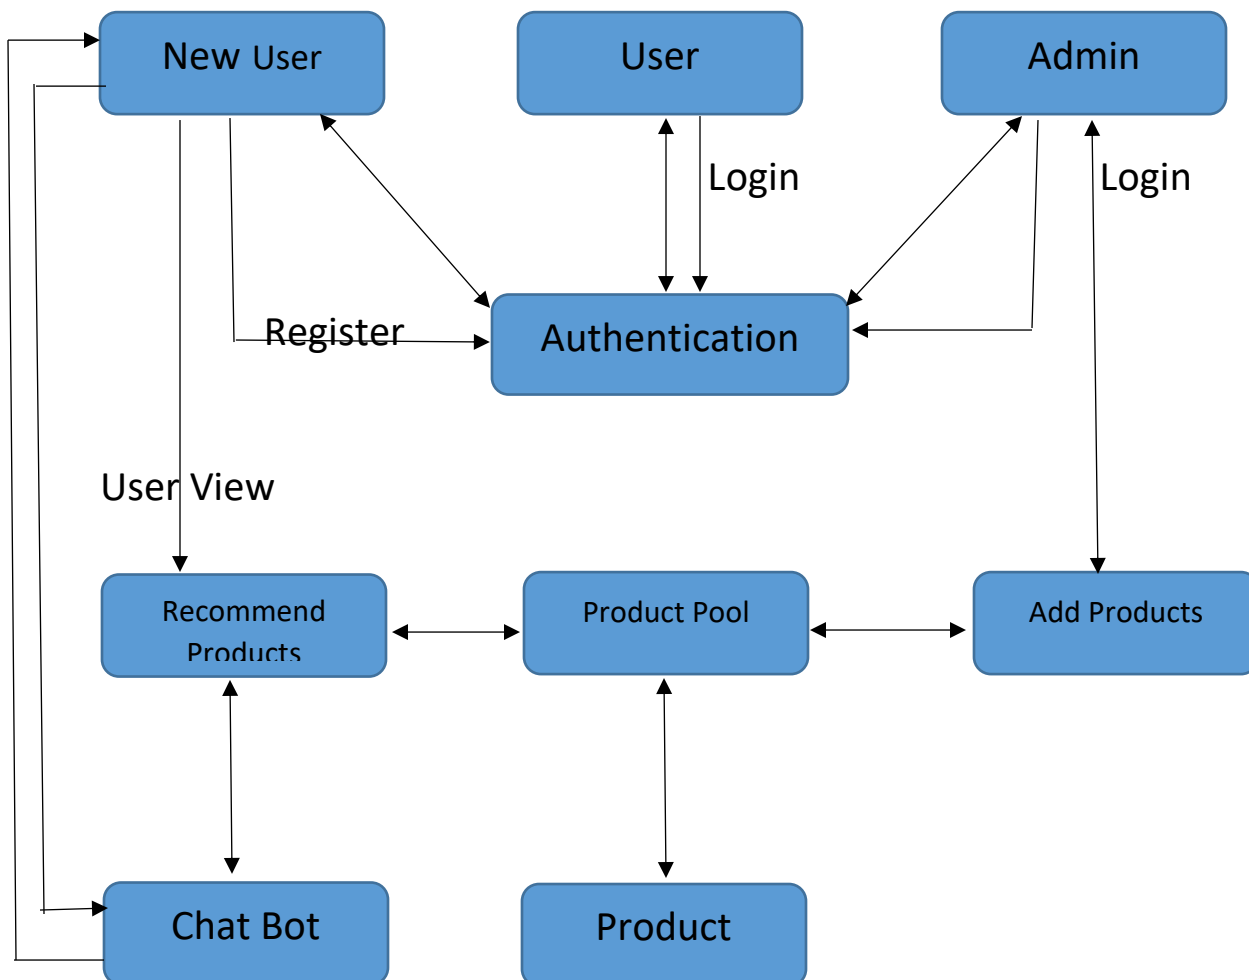 New User
User
Admin
Login
Login
Register
Authentication
User View
Recommend
Products
Product Pool
Add Products
Chat Bot
Product